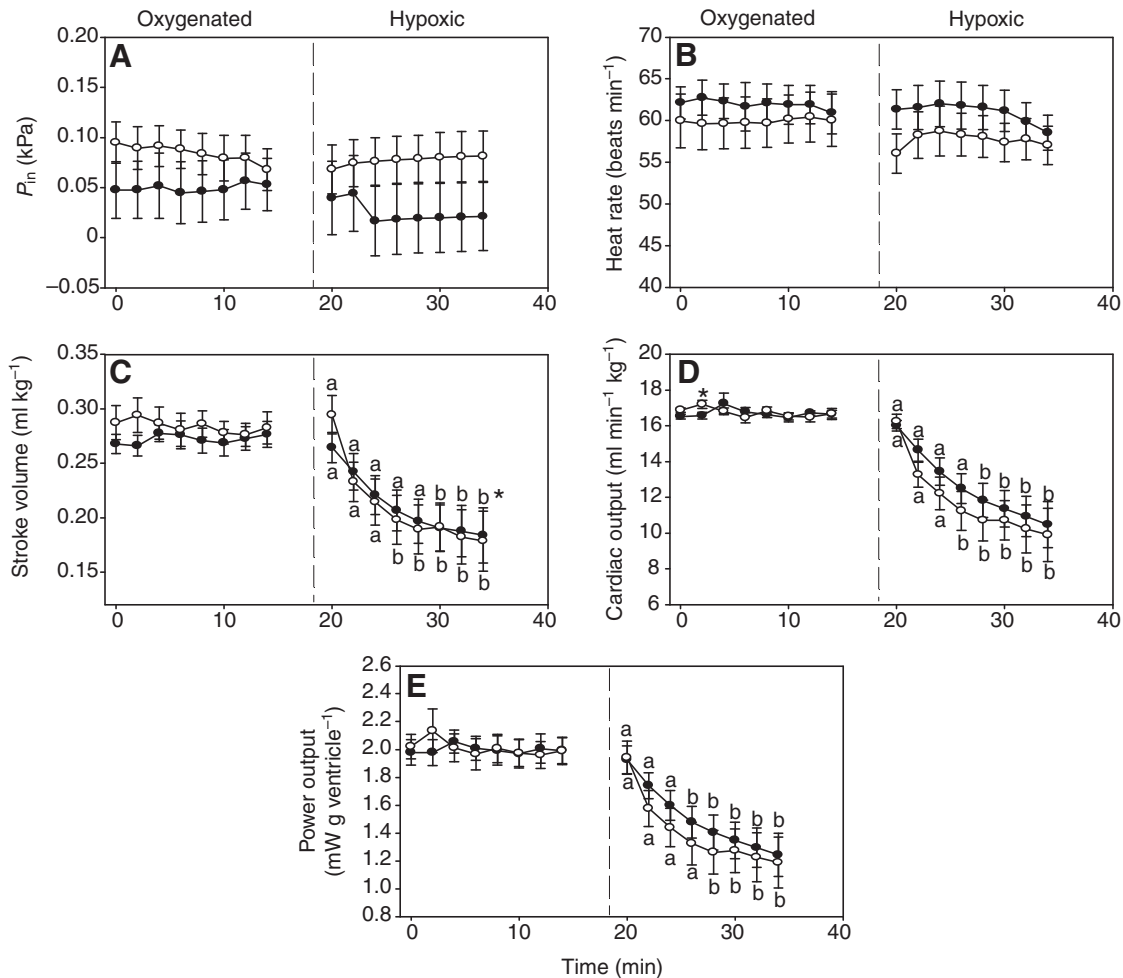 Oxygenated Hypoxic
Oxygenated Hypoxic
A
0.20
0.15
0.10
0.05
0
–0.05
P in (kPa)
0 10 20 30 40
B
70
65
60
55
50
45
40
Heat rate (beats min–1)
0 10 20 30 40
C
0.35
0.30
0.25
0.20
0.15
Stroke volume (ml kg–1)
a
a a a a b b b *
a a a b b b b b
0 10 20 30 40
D
20
18
16
14
12
10
8
6
Cardiac output (ml min–1 kg–1)
*
a a a a b b b b
a a a b b b b b
0 10 20 30 40
E
2.6
2.4
2.2
2.0
1.8
1.6
1.4
1.2
1.0
0.8
Power output
(mW g ventricle–1)
a a a b b b b b
a a a a b b b b
0 10 20 30 40
Time (min)